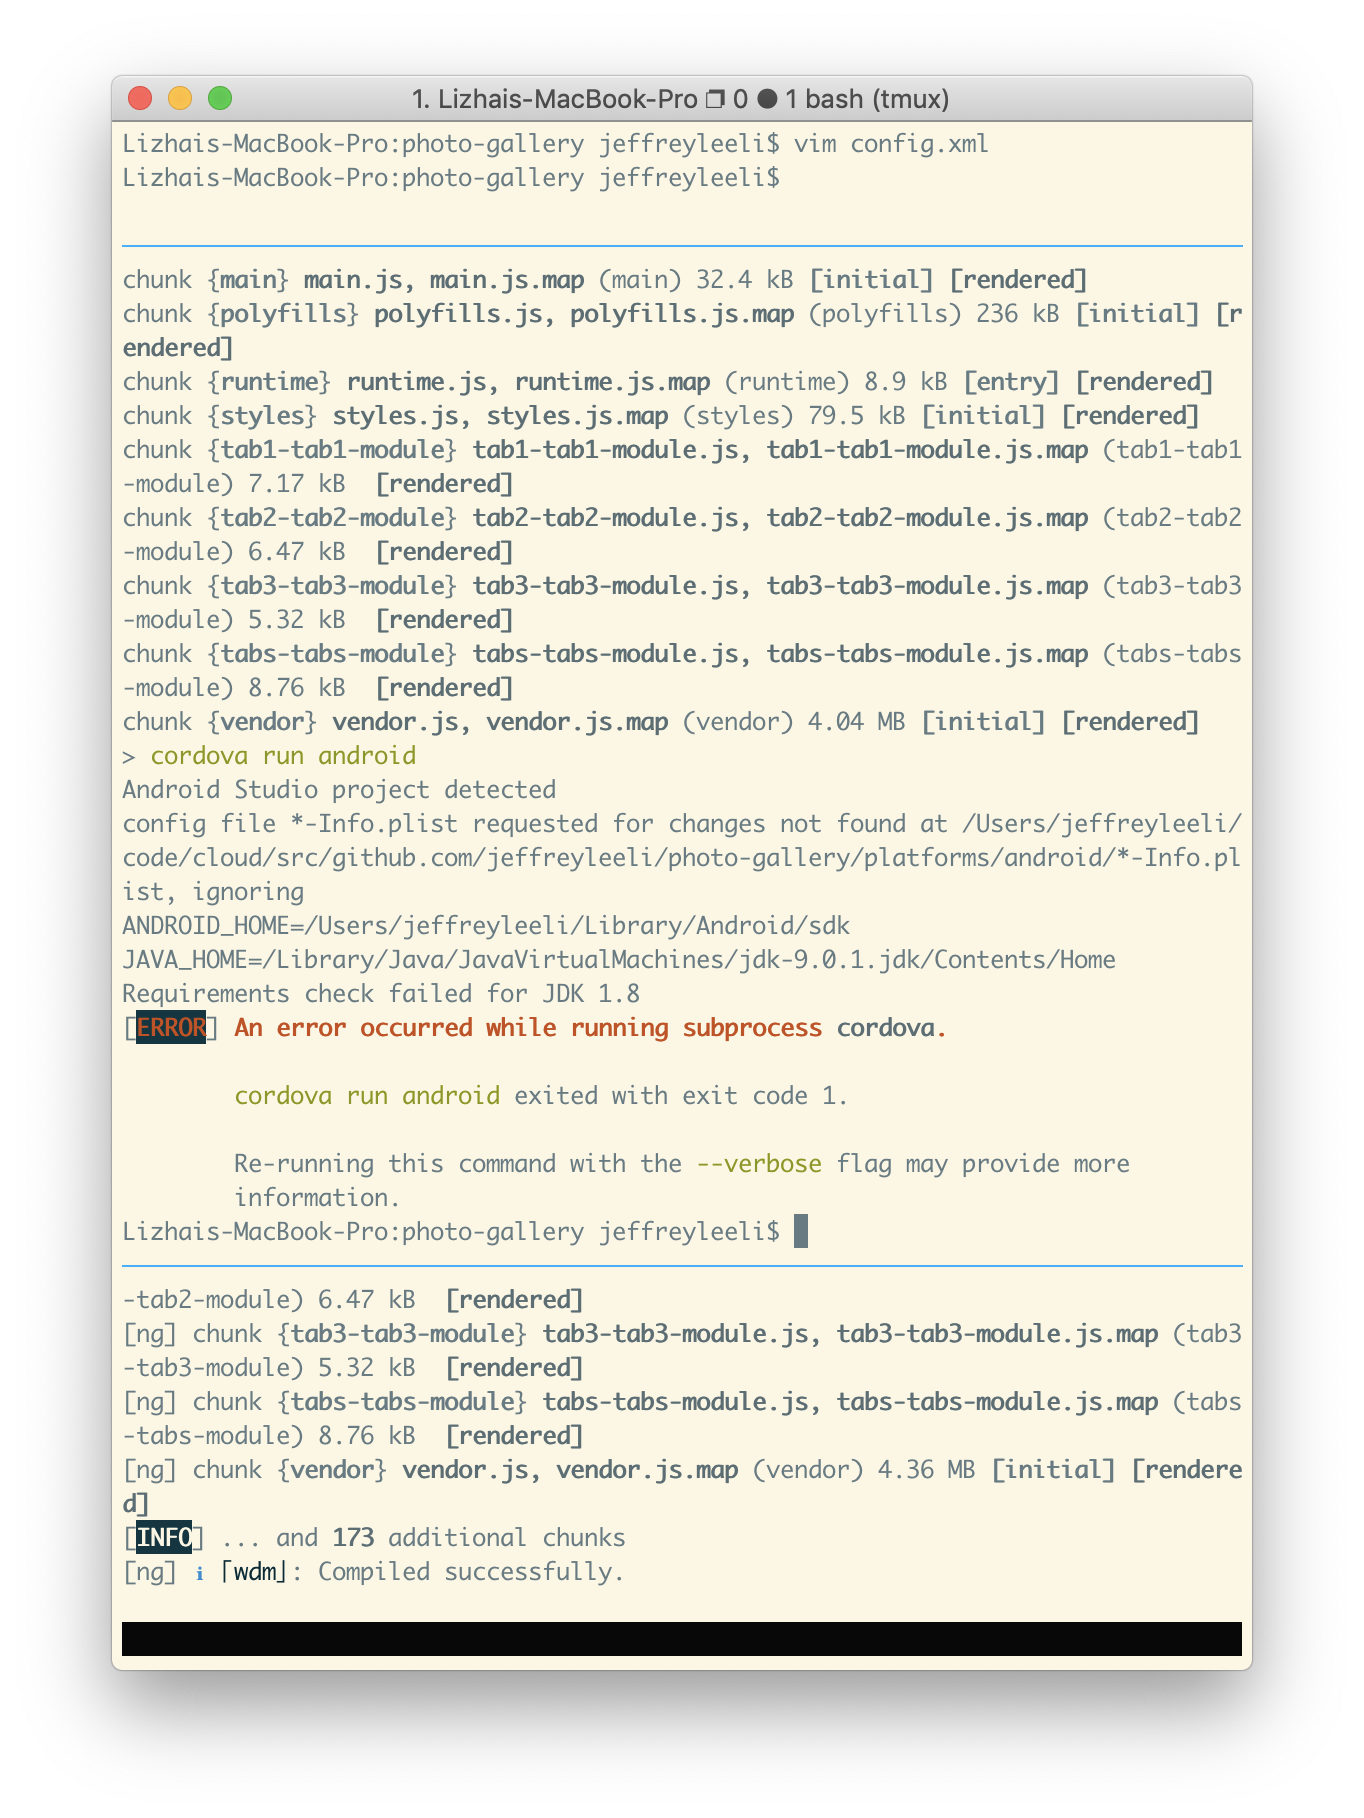 1. Lizhais-MacBook-Pro 0 ● 1 bash (tmux)
Lizhais-MacBook-Pro:photo-gallery jeffreyleeli$ vim config.xml
Lizhais-MacBook-Pro:photo-gallery jeffreyleeli$
chunk {main} main.js, main.js.map (main) 32.4 kB [initial] [rendered]
chunk {polyfills} polyfills.js, polyfills.js.map (polyfills) 236 kB [initial] [r
endered]
chunk {runtime} runtime.js, runtime.js.map (runtime) 8.9 kB [entry] [rendered]
chunk {styles} styles.js, styles.js.map (styles) 79.5 kB [initial] [rendered]
chunk {tab1-tab1-module} tab1-tab1-module.js, tab1-tab1-module.js.map (tab1-tab1
-module) 7.17 kB  [rendered]
chunk {tab2-tab2-module} tab2-tab2-module.js, tab2-tab2-module.js.map (tab2-tab2
-module) 6.47 kB  [rendered]
chunk {tab3-tab3-module} tab3-tab3-module.js, tab3-tab3-module.js.map (tab3-tab3
-module) 5.32 kB  [rendered]
chunk {tabs-tabs-module} tabs-tabs-module.js, tabs-tabs-module.js.map (tabs-tabs
-module) 8.76 kB  [rendered]
chunk {vendor} vendor.js, vendor.js.map (vendor) 4.04 MB [initial] [rendered]
> cordova run android
Android Studio project detected
config file *-Info.plist requested for changes not found at /Users/jeffreyleeli/
code/cloud/src/github.com/jeffreyleeli/photo-gallery/platforms/android/*-Info.pl
ist, ignoring
ANDROID_HOME=/Users/jeffreyleeli/Library/Android/sdk
JAVA_HOME=/Library/Java/JavaVirtualMachines/jdk-9.0.1.jdk/Contents/Home
Requirements check failed for JDK 1.8
[ERROR] An error occurred while running subprocess cordova.
cordova run android exited with exit code 1.
Re-running this command with the --verbose flag may provide more
information.
Lizhais-MacBook-Pro:photo-gallery jeffreyleeli$
-tab2-module) 6.47 kB  [rendered]
[ng] chunk {tab3-tab3-module} tab3-tab3-module.js, tab3-tab3-module.js.map (tab3
-tab3-module) 5.32 kB  [rendered]
[ng] chunk {tabs-tabs-module} tabs-tabs-module.js, tabs-tabs-module.js.map (tabs
-tabs-module) 8.76 kB  [rendered]
[ng] chunk {vendor} vendor.js, vendor.js.map (vendor) 4.36 MB [initial] [rendere
d]
[INFO] ... and 173 additional chunks
[ng] ℹ ｢wdm｣: Compiled successfully.